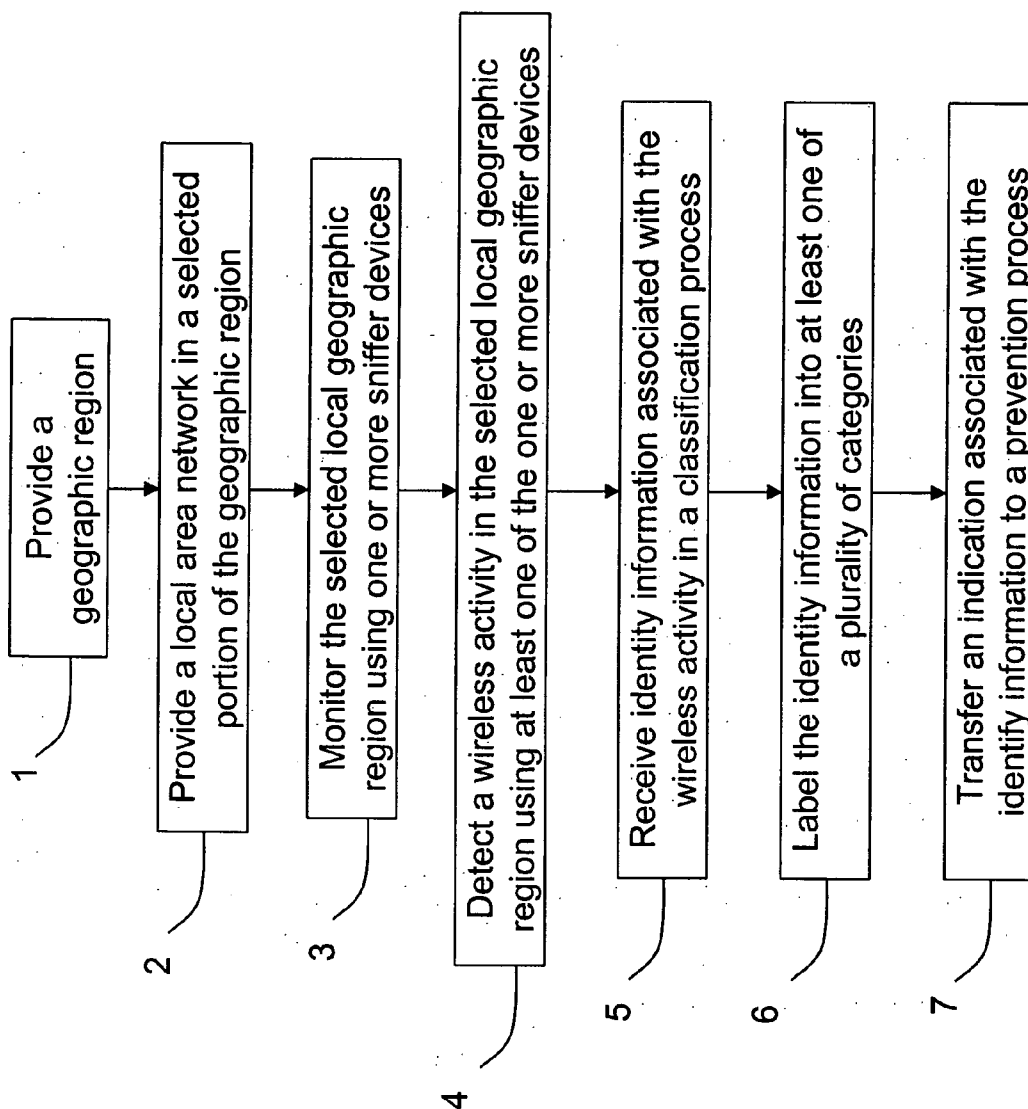 1
Provide a
geographic region
2
Provide a local area network in a selected
portion of the geographic region
3
Monitor the selected local geographic
region using one or more sniffer devices
4
Detect a wireless activity in the selected local geographic
region using at least one of the one or more sniffer devices
5
Receive identity information associated with the
wireless activity in a classification process
6
Label the identity information into at least one of
a plurality of categories
7
Transfer an indication associated with the
identify information to a prevention process